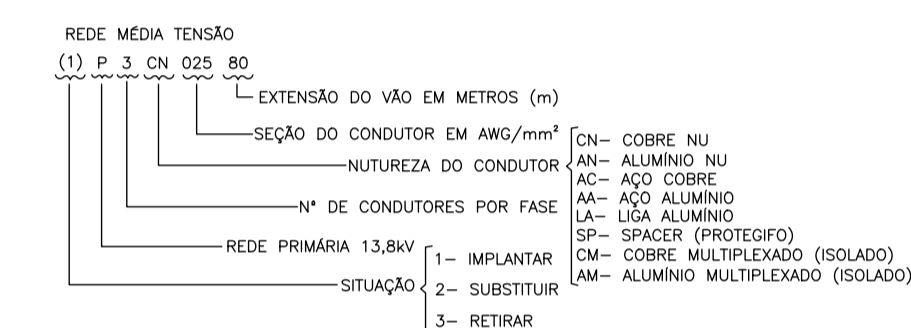 REDE MÉDIA TENSÃO
(1) P 3 CN 025 80
EXTENSÃO DO VÃO EM METROS (m)
SEÇÃO DO CONDUTOR EM AWG/mm²
NUTUREZA DO CONDUTOR
CN– COBRE NU
AN– ALUMÍNIO NU
AC– AÇO COBRE
AA– AÇO ALUMÍNIO
LA– LIGA ALUMÍNIO
SP– SPACER (PROTEGIFO)
CM– COBRE MULTIPLEXADO (ISOLADO)
AM– ALUMÍNIO MULTIPLEXADO (ISOLADO)
N° DE CONDUTORES POR FASE
REDE PRIMÁRIA 13,8kV
SITUAÇÃO
1– IMPLANTAR
2– SUBSTITUIR
3– RETIRAR